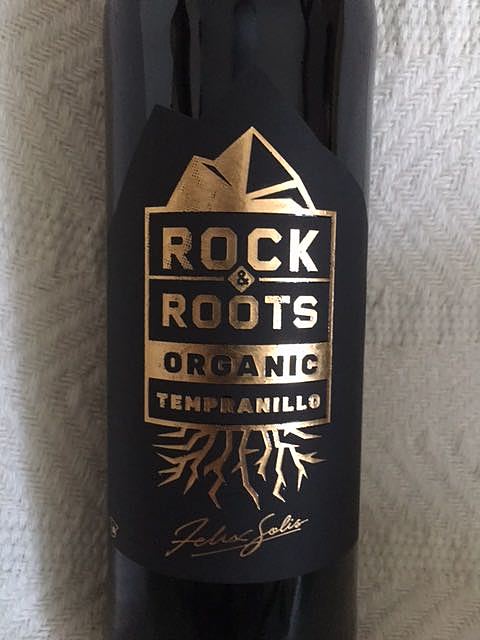 ROCK
&
ROOTS
ORGANIC
TEMPRANILLO
Felix Solis